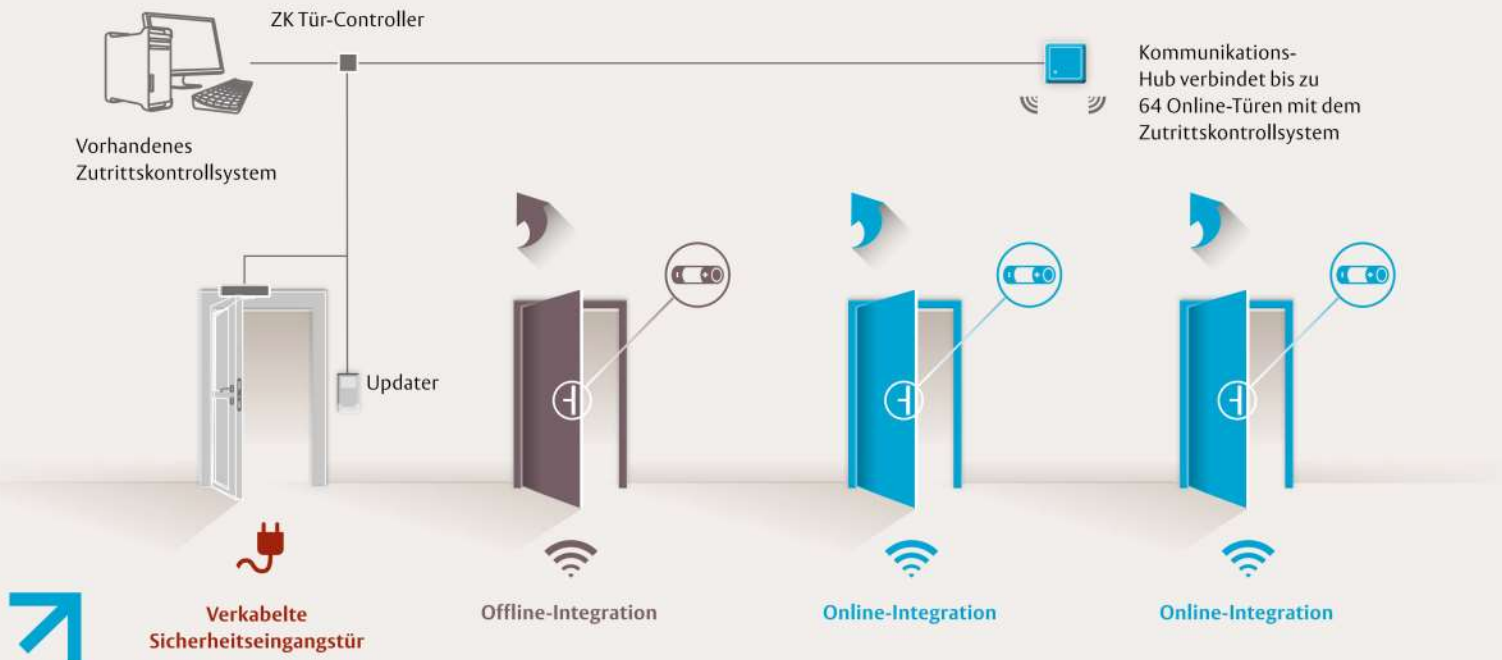 ZK Tür-Controller
Vorhandenes
Zutrittskontrollsystem
Kommunikations-
Hub verbindet bis zu
64 Online-Türen mit dem
Zutrittskontrollsystem
Updater
Verkabelte
Sicherheitseingangstür
Offline-Integration
Online-Integration
Online-Integration